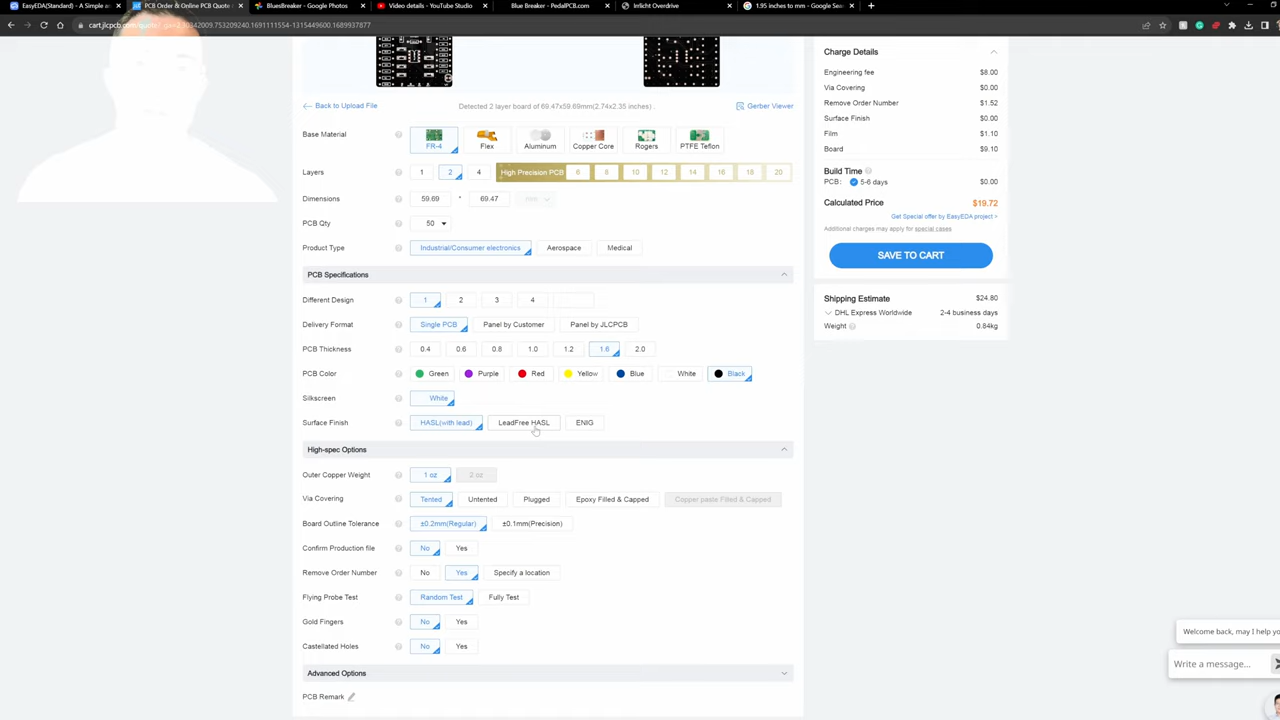 EasyEDA(Standard) - A Simple a
PCB Order & Online PCB Quote
BluesBreaker - Google Photos
Video details - YouTube Studio
Blue Breaker - PedalPCB.com
Irrlicht Overdrive
1.95 inches to mm - Google Sea
Back to Upload File
Detected 2 layer board of 69.47x59.69mm(2.74x2.35 inches) .
Gerber Viewer
Base Material
FR-4
Flex
Aluminum
Copper Core
Rogers
PTFE Teflon
Layers
1 2 4 High Precision PCB 6 8 10 12 14 16 18 20
Dimensions
59.69 * 69.47
PCB Qty
50
Product Type
Industrial/Consumer electronics Aerospace Medical
PCB Specifications
Different Design
1 2 3 4
Delivery Format
Single PCB Panel by Customer Panel by JLCPCB
PCB Thickness
0.4 0.6 0.8 1.0 1.2 1.6 2.0
PCB Color
Green Purple Red Yellow Blue White Black
Silkscreen
White
Surface Finish
HASL(with lead) LeadFree HASL ENIG
High-spec Options
Outer Copper Weight
1 oz 2 oz
Via Covering
Tented Untented Plugged Epoxy Filled & Capped Copper paste Filled & Capped
Board Outline Tolerance
±0.2mm(Regular) ±0.1mm(Precision)
Confirm Production file
No Yes
Remove Order Number
No Yes Specify a location
Flying Probe Test
Random Test Fully Test
Gold Fingers
No Yes
Castellated Holes
No Yes
Advanced Options
PCB Remark
Charge Details
Engineering fee $8.00
Via Covering $0.00
Remove Order Number $1.52
Surface Finish $0.00
Film $1.10
Board $9.10
Build Time
PCB: 5-6 days $0.00
Calculated Price $19.72
Get Special offer by EasyEDA project >
Additional charges may apply for special cases
SAVE TO CART
Shipping Estimate $24.80
DHL Express Worldwide 2-4 business days
Weight 0.84kg
Welcome back, may I help yo
Write a message...